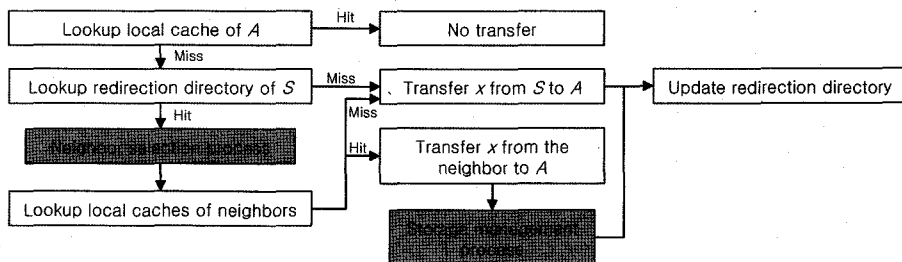 Lookup local cache of A
Hit
No transfer
Miss
Lookup redirection directory of S
Miss
Transfer x from S to A
Update redirection directory
Hit
Miss
Neighbor selection process
Hit
Transfer x from the
neighbor to A
Lookup local caches of neighbors
Storage management
process